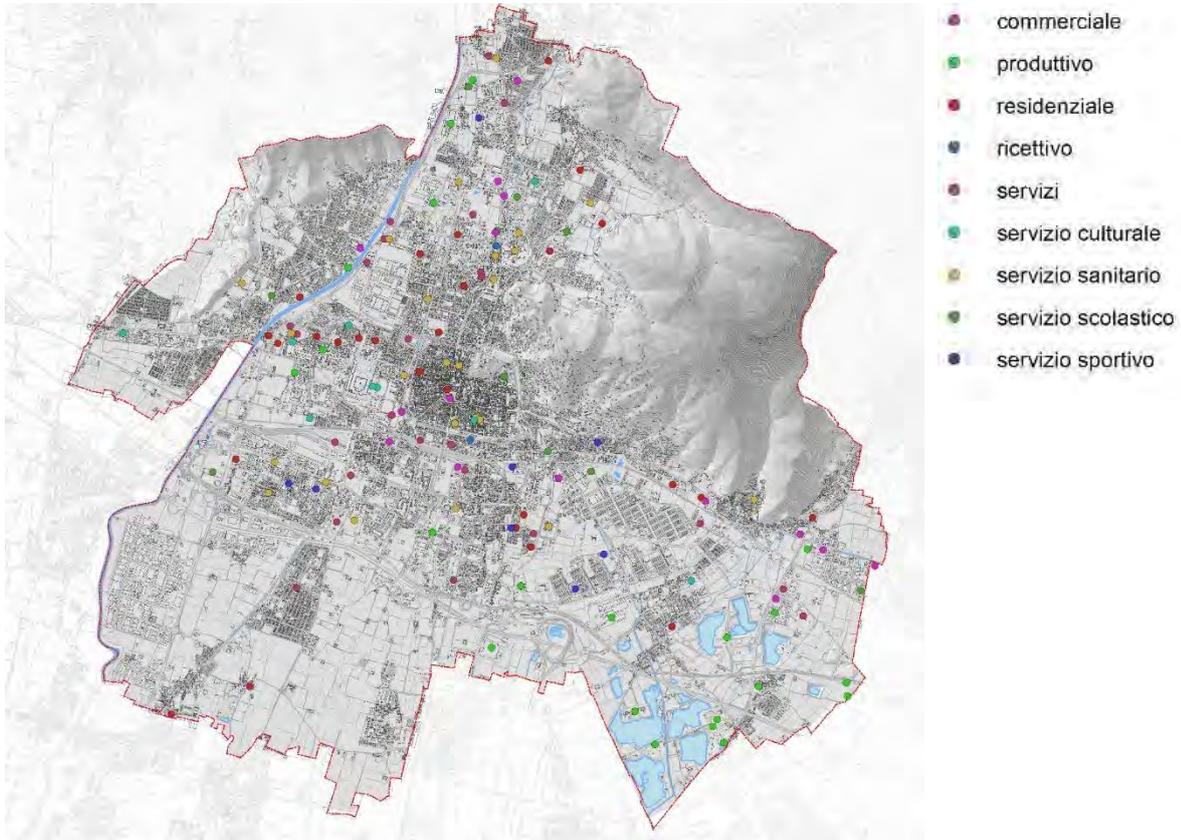 commerciale
produttivo
residenziale
ricettivo
servizi
servizio culturale
servizio sanitario
servizio scolastico
servizio sportivo